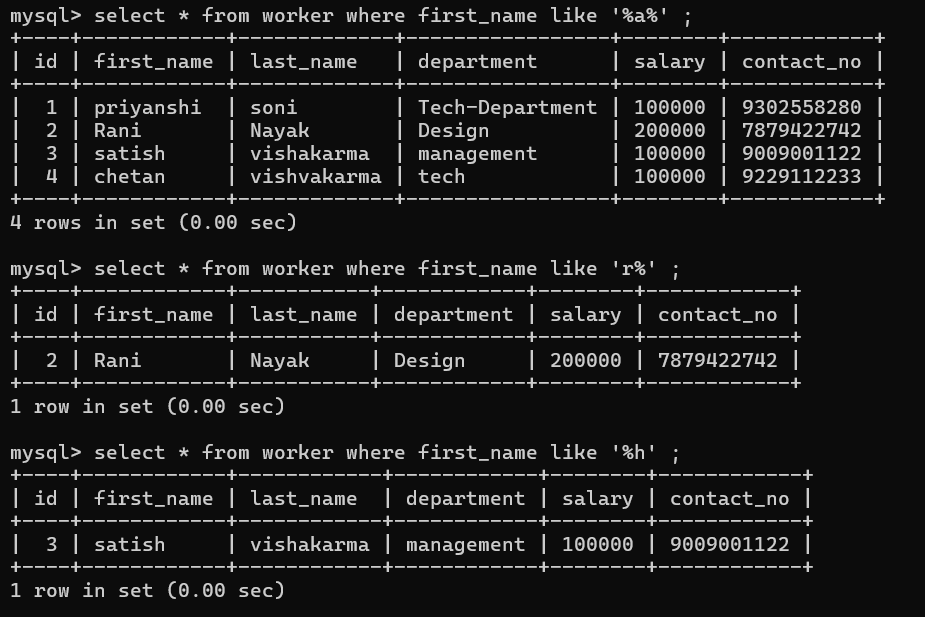 mysql> select * from worker where first_name like '%a%' ;
+----+------------+-------------+-----------------+--------+------------+
| id | first_name | last_name   | department      | salary | contact_no |
+----+------------+-------------+-----------------+--------+------------+
|  1 | priyanshi  | soni        | Tech-Department | 100000 | 9302558280 |
|  2 | Rani       | Nayak       | Design          | 200000 | 7879422742 |
|  3 | satish     | vishakarma  | management      | 100000 | 9009001122 |
|  4 | chetan     | vishvakarma | tech            | 100000 | 9229112233 |
+----+------------+-------------+-----------------+--------+------------+
4 rows in set (0.00 sec)
mysql> select * from worker where first_name like 'r%' ;
+----+------------+-----------+------------+--------+------------+
| id | first_name | last_name | department | salary | contact_no |
+----+------------+-----------+------------+--------+------------+
|  2 | Rani       | Nayak     | Design     | 200000 | 7879422742 |
+----+------------+-----------+------------+--------+------------+
1 row in set (0.00 sec)
mysql> select * from worker where first_name like '%h' ;
+----+------------+------------+------------+--------+------------+
| id | first_name | last_name  | department | salary | contact_no |
+----+------------+------------+------------+--------+------------+
|  3 | satish     | vishakarma | management | 100000 | 9009001122 |
+----+------------+------------+------------+--------+------------+
1 row in set (0.00 sec)